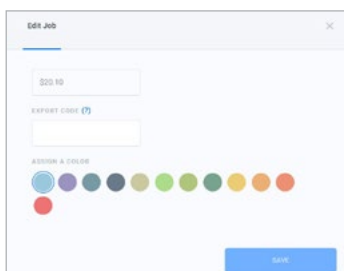 Edit Job
$20.10
EXPORT CODE (?)
ASSIGN A COLOR
SAVE